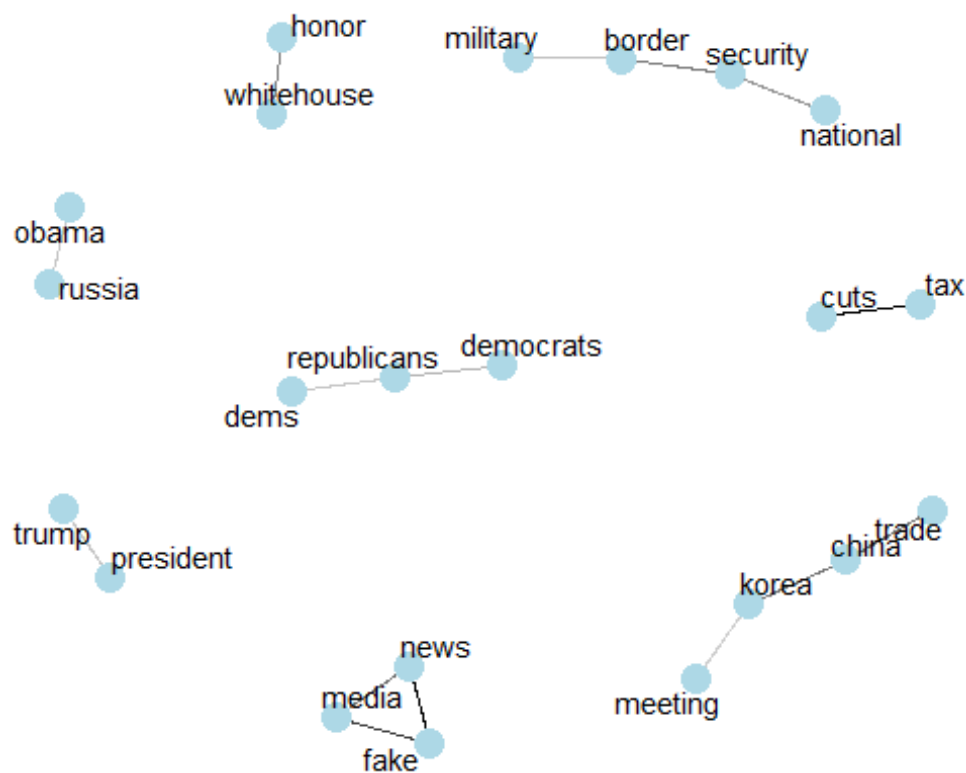 honor
military
border
security
whitehouse
national
obama
russia
cuts
tax
republicans
democrats
dems
trump
president
trade
china
korea
news
media
meeting
fake